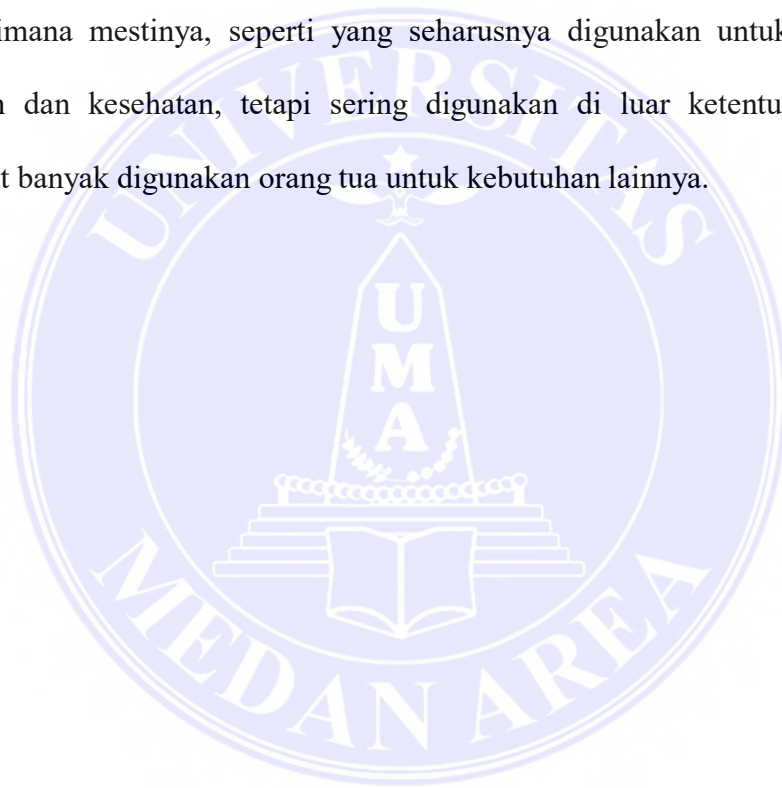 imana mestinya, seperti yang seharusnya digunakan untuk
dan kesehatan, tetapi sering digunakan di luar ketentu
t banyak digunakan orang tua untuk kebutuhan lainnya.
UNIVERSITAS
U
M
A
MEDAN AREA